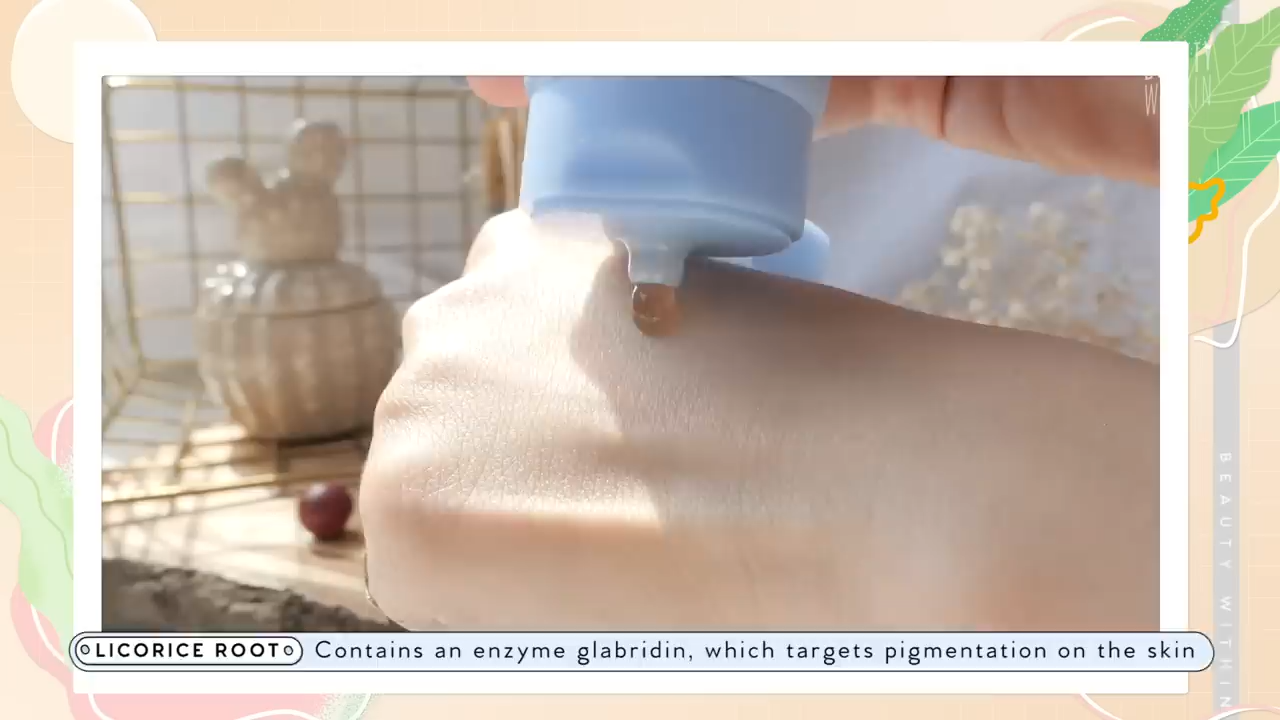 LICORICE ROOT Contains an enzyme glabridin, which targets pigmentation on the skin
BEAUTY WITHIN